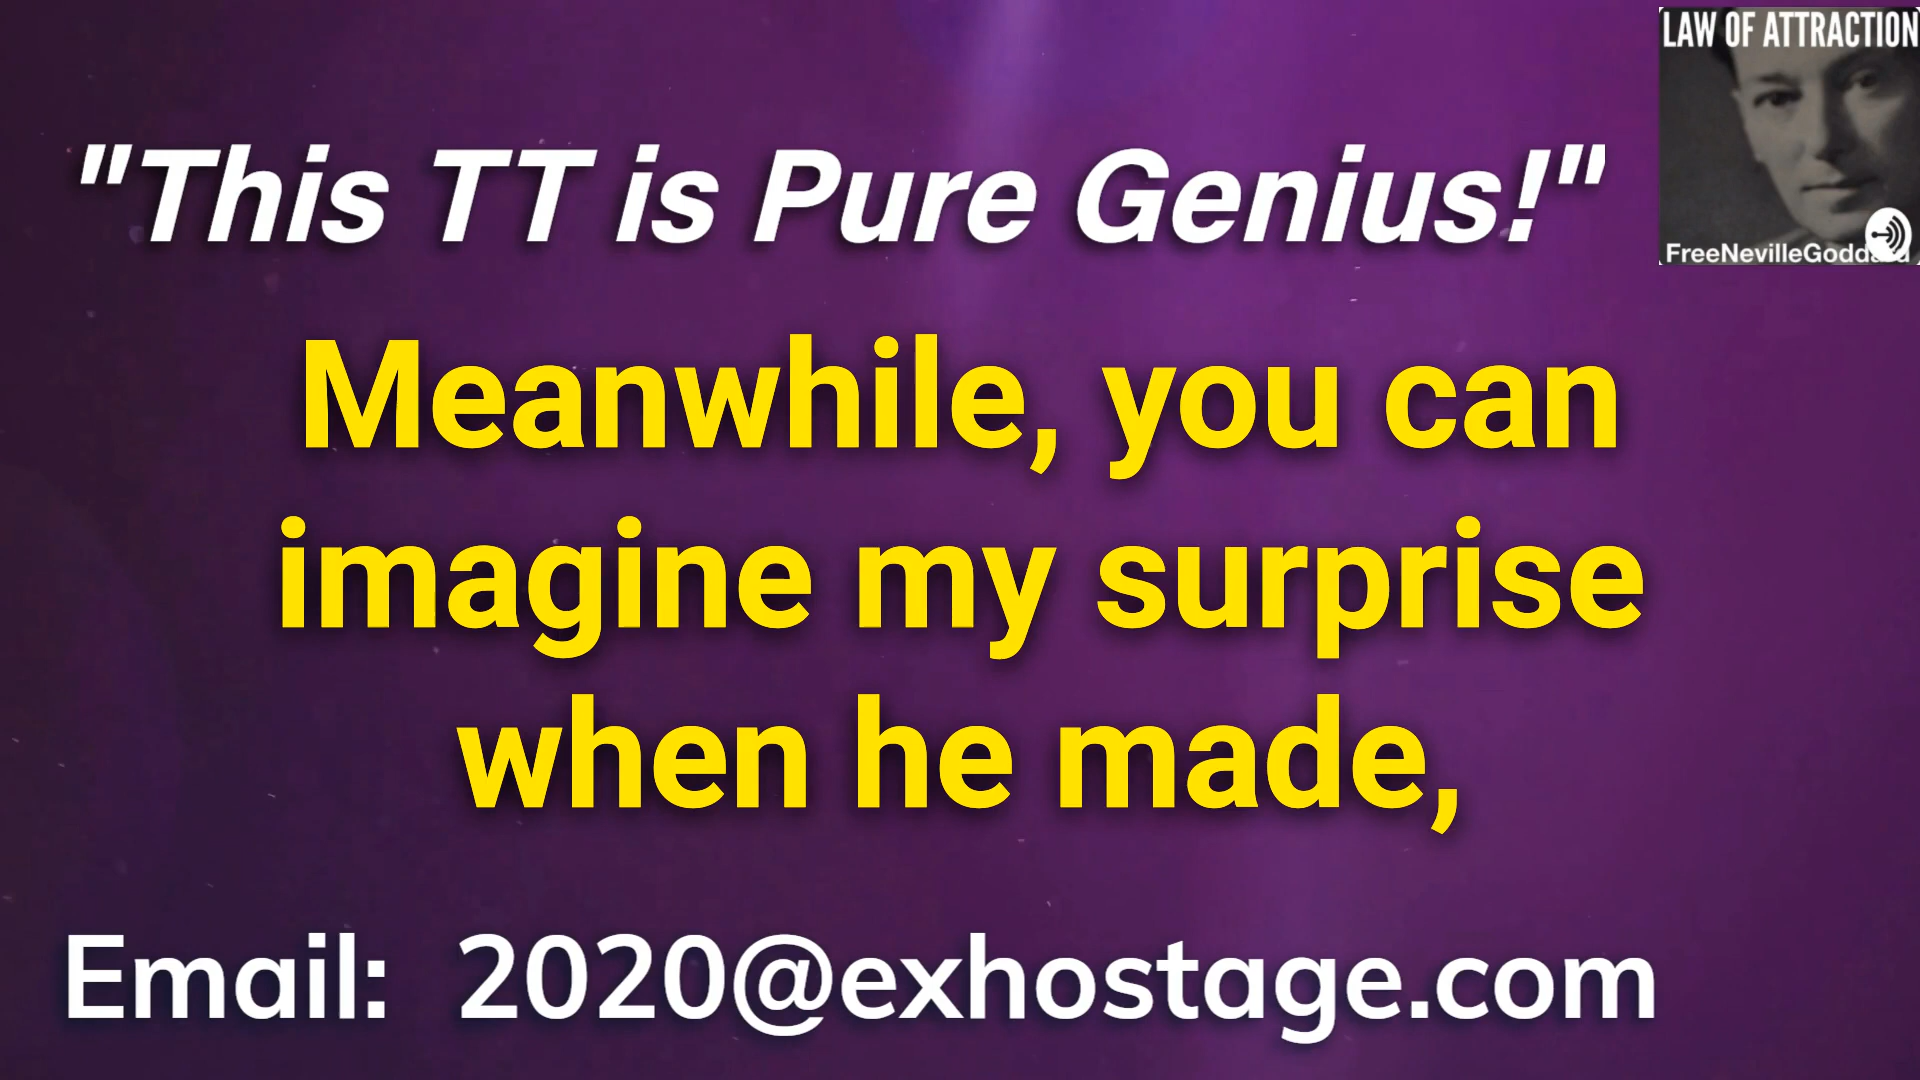 LAW OF ATTRACTION
"This TT is Pure Genius!"
Meanwhile, you can
imagine my surprise
when he made,
Email: 2020@exhostage.com